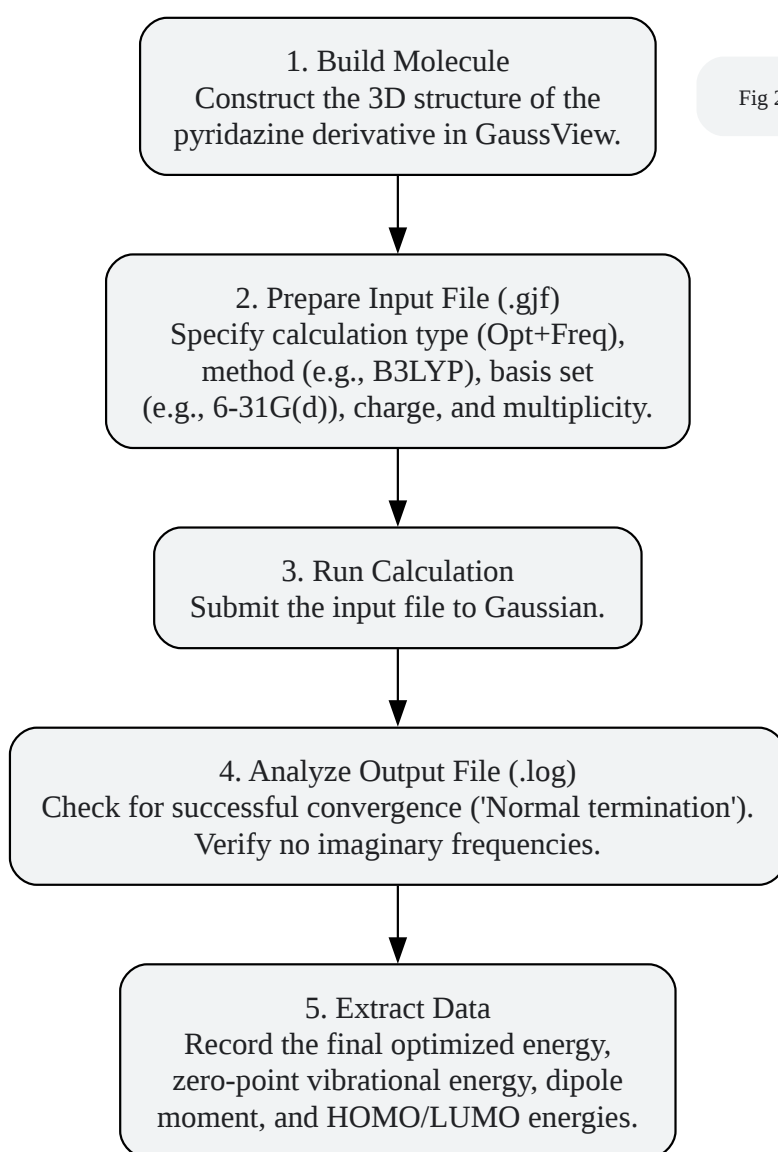 1. Build Molecule
Construct the 3D structure of the
pyridazine derivative in GaussView.
Fig 2
2. Prepare Input File (.gjf)
Specify calculation type (Opt+Freq),
method (e.g., B3LYP), basis set
(e.g., 6-31G(d)), charge, and multiplicity.
3. Run Calculation
Submit the input file to Gaussian.
4. Analyze Output File (.log)
Check for successful convergence ('Normal termination').
Verify no imaginary frequencies.
5. Extract Data
Record the final optimized energy,
zero-point vibrational energy, dipole
moment, and HOMO/LUMO energies.